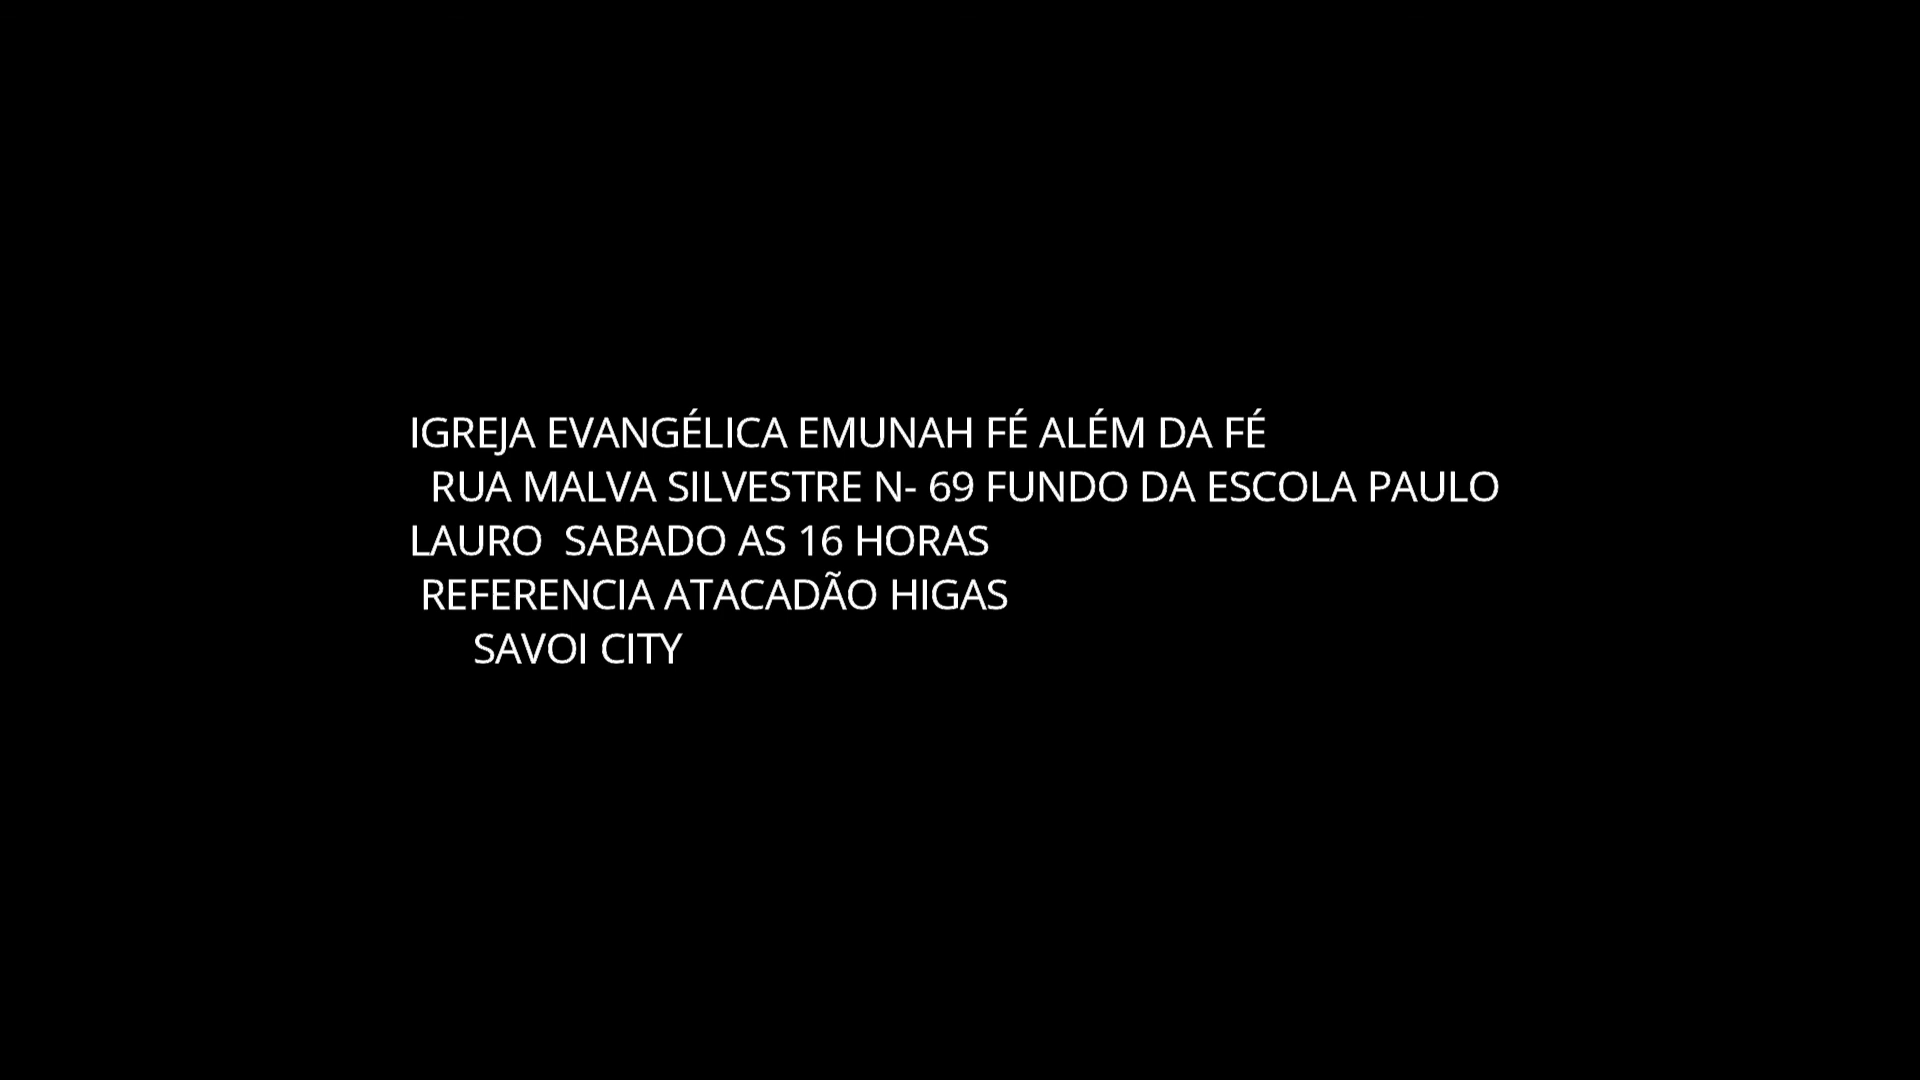 IGREJA EVANGÉLICA EMUNAH FÉ ALÉM DA FÉ
RUA MALVA SILVESTRE N- 69 FUNDO DA ESCOLA PAULO
LAURO  SABADO AS 16 HORAS
REFERENCIA ATACADÃO HIGAS
SAVOI CITY